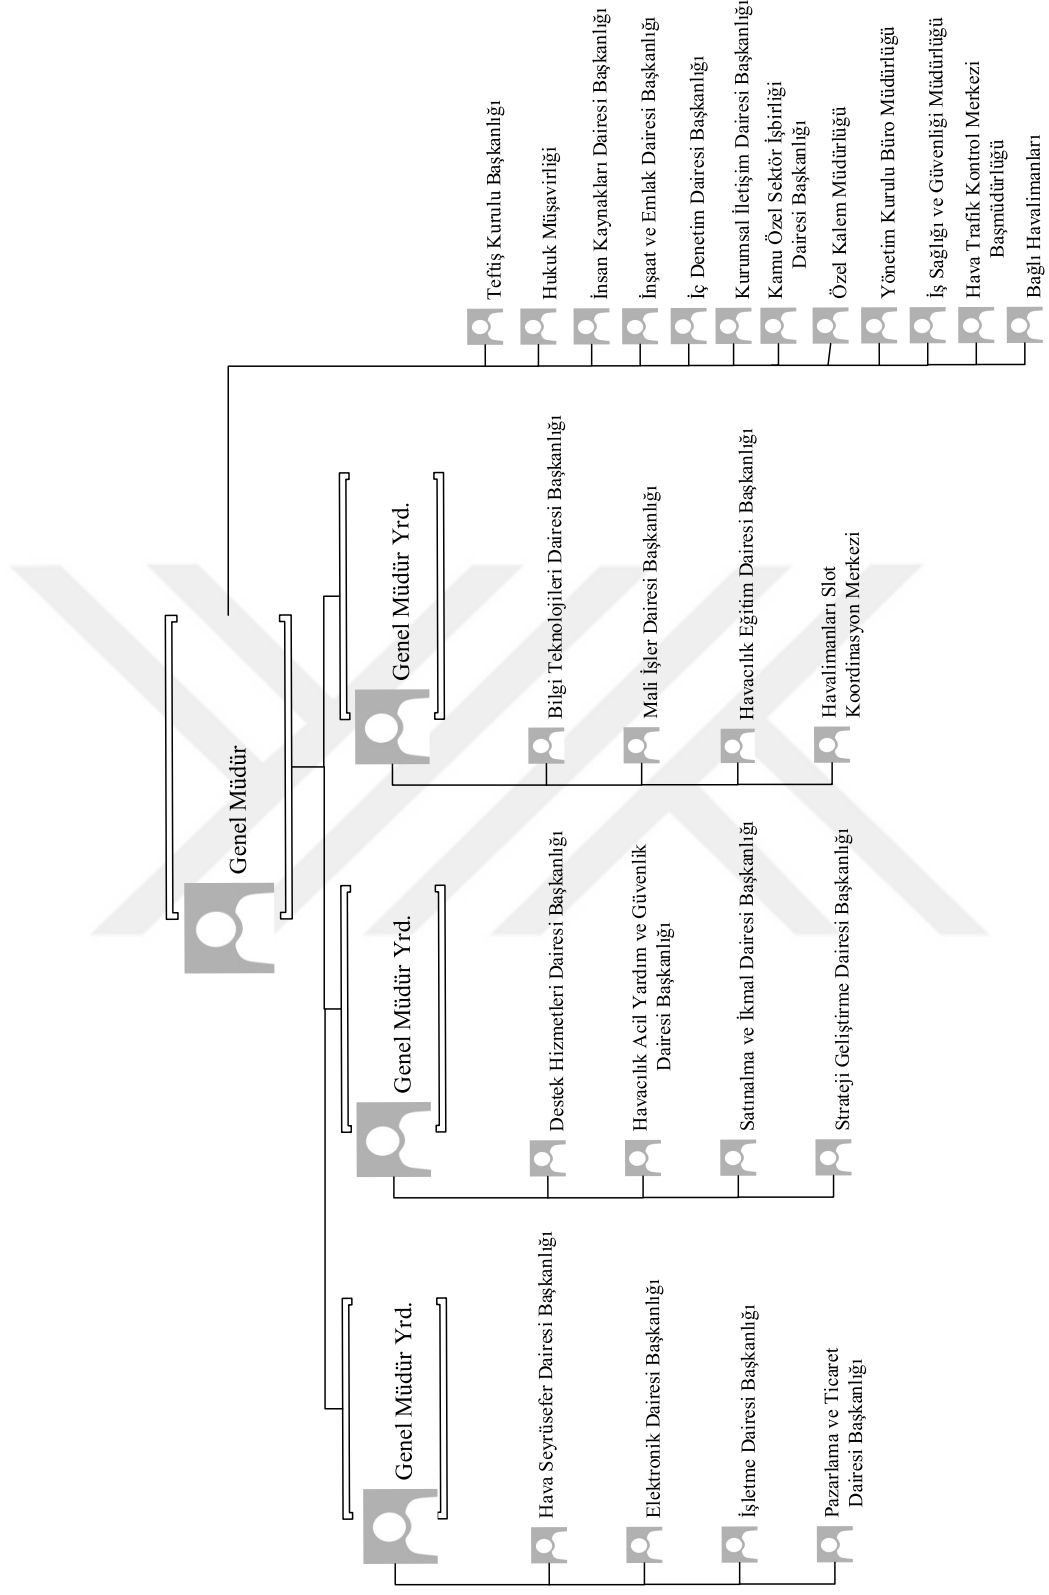 Genel Müdür
Genel Müdür Yrd.
Hava Seyrüsefer Dairesi Başkanlığı
Elektronik Dairesi Başkanlığı
İşletme Dairesi Başkanlığı
Pazarlama ve Ticaret
Dairesi Başkanlığı
Genel Müdür Yrd.
Destek Hizmetleri Dairesi Başkanlığı
Havacılık Acil Yardım ve Güvenlik
Dairesi Başkanlığı
Satınalma ve İkmal Dairesi Başkanlığı
Strateji Geliştirme Dairesi Başkanlığı
Genel Müdür Yrd.
Bilgi Teknolojileri Dairesi Başkanlığı
Mali İşler Dairesi Başkanlığı
Havacılık Eğitim Dairesi Başkanlığı
Havalimanları Slot
Koordinasyon Merkezi
Teftiş Kurulu Başkanlığı
Hukuk Müşavirliği
İnsan Kaynakları Dairesi Başkanlığı
İnşaat ve Emlak Dairesi Başkanlığı
İç Denetim Dairesi Başkanlığı
Kurumsal İletişim Dairesi Başkanlığı
Kamu Özel Sektör İşbirliği
Dairesi Başkanlığı
Özel Kalem Müdürlüğü
Yönetim Kurulu Büro Müdürlüğü
İş Sağlığı ve Güvenliği Müdürlüğü
Hava Trafik Kontrol Merkezi
Başmüdürlüğü
Bağlı Havalimanları